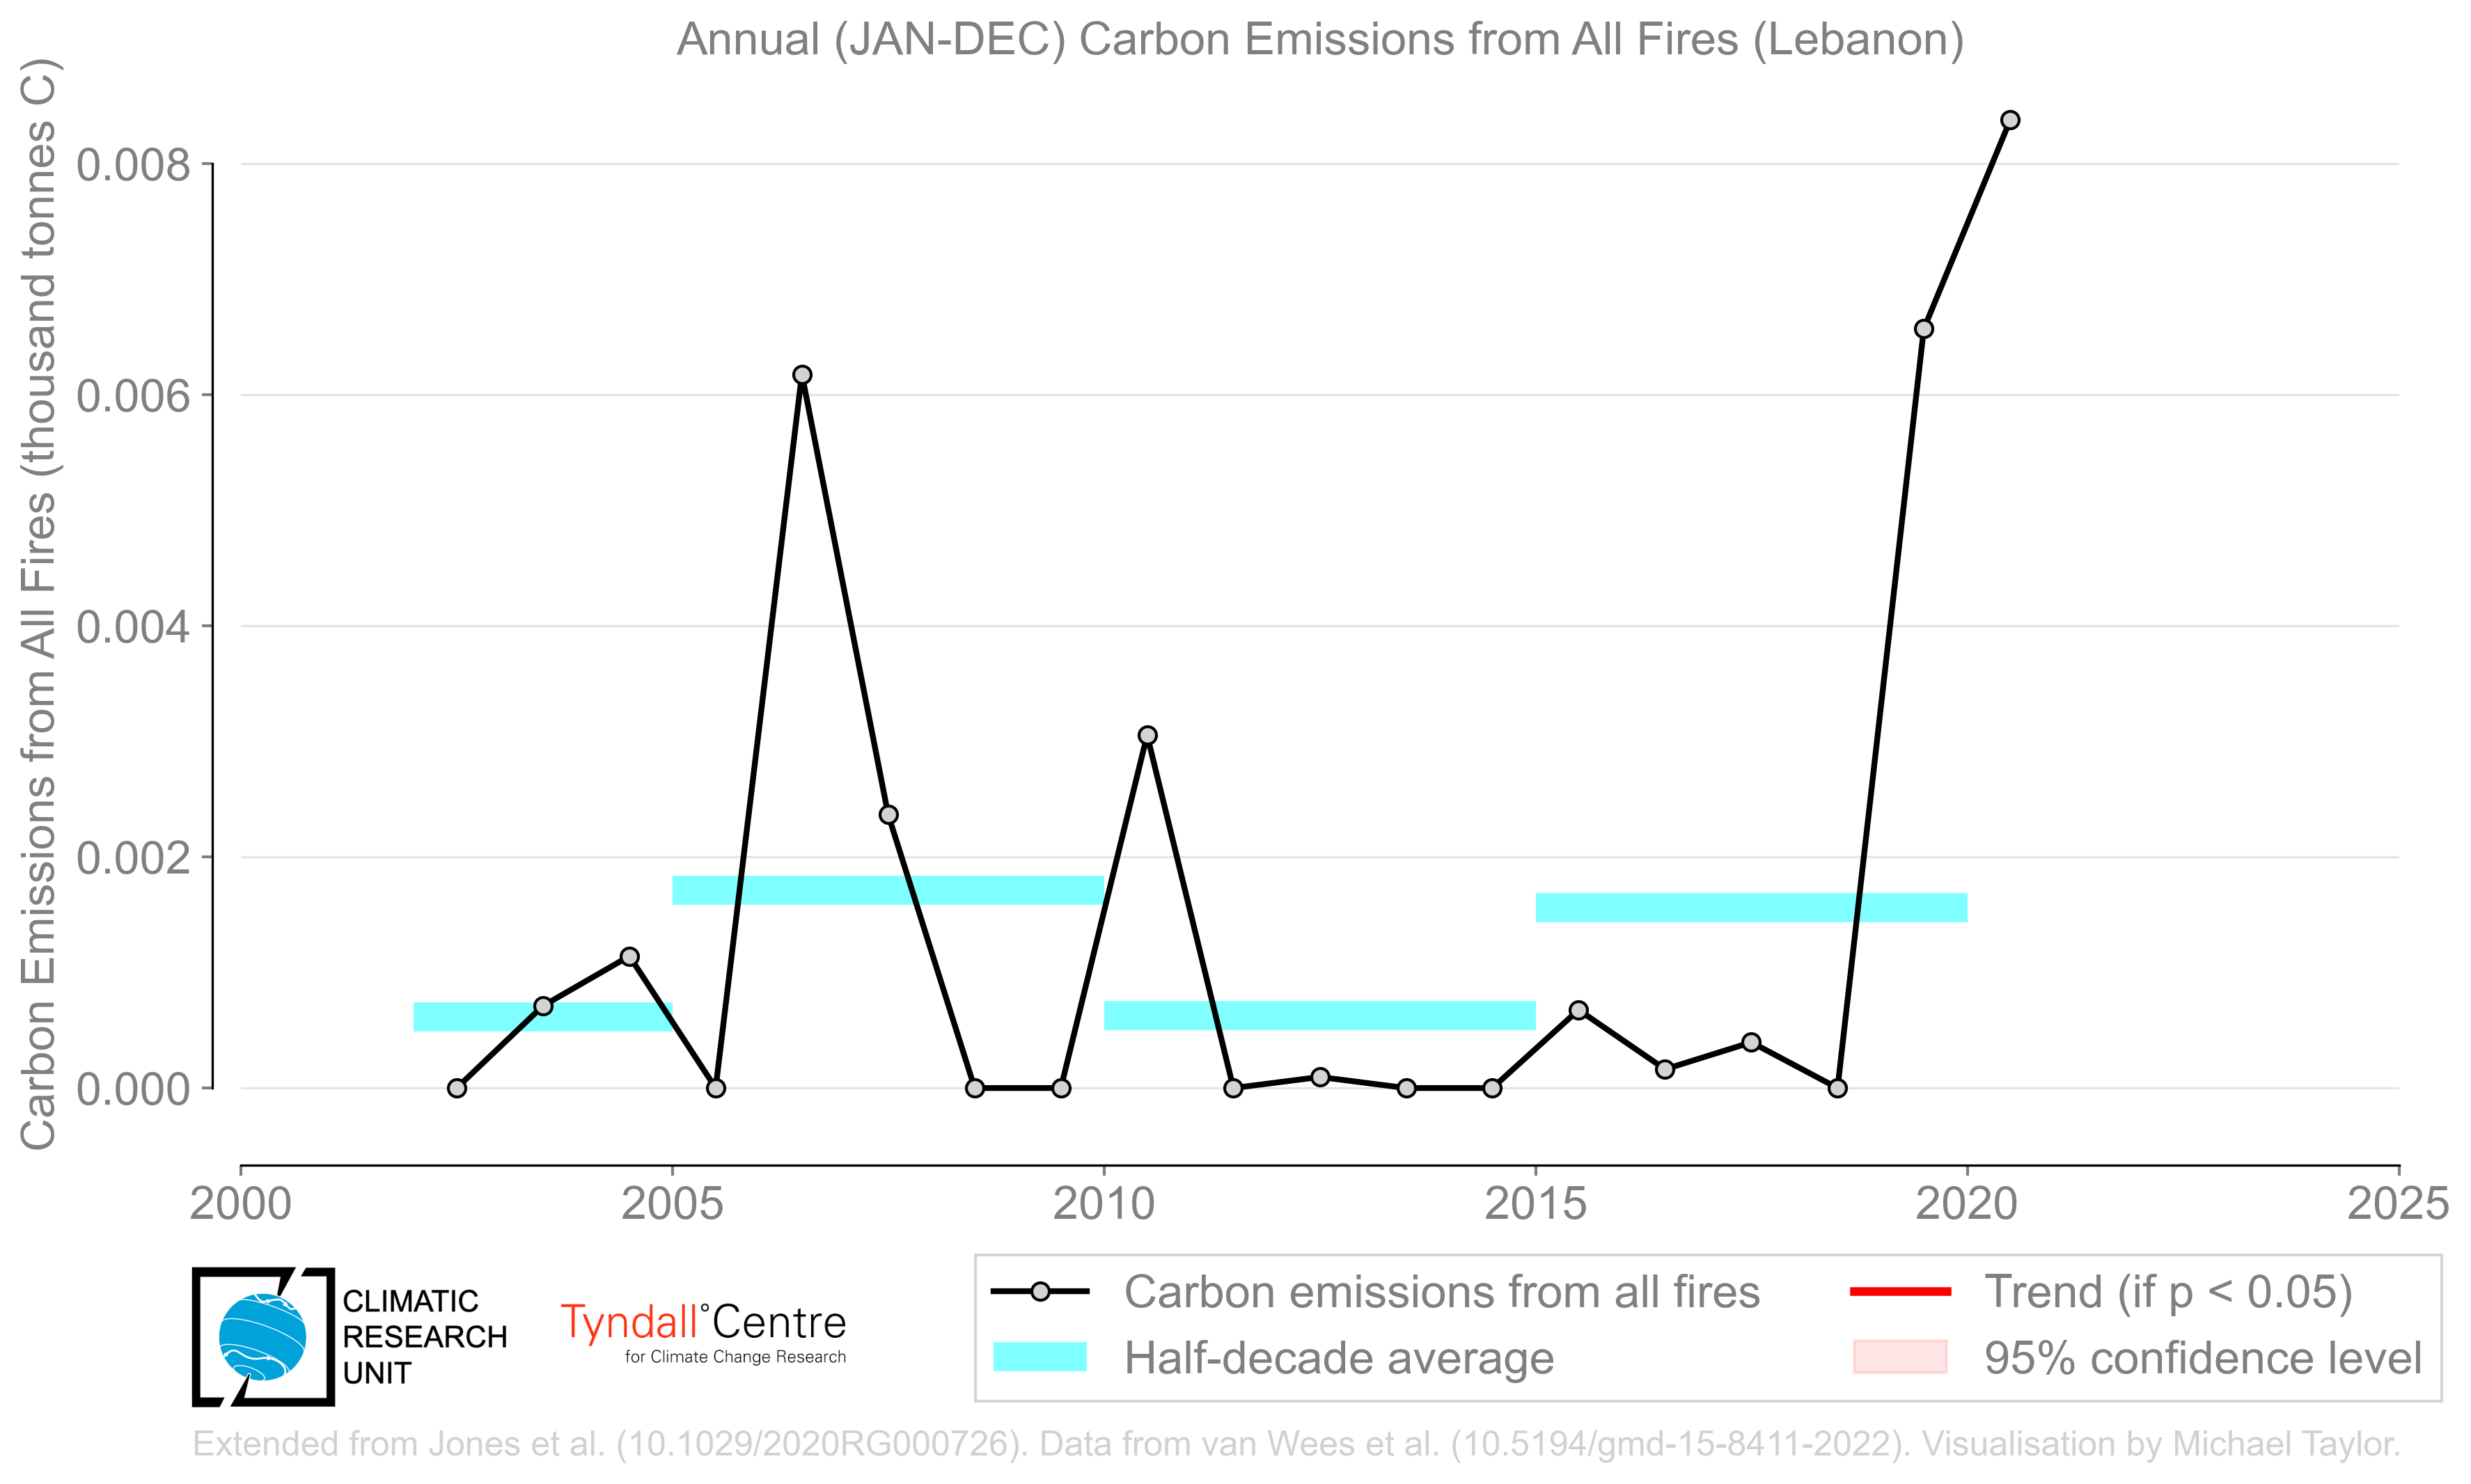 Annual (JAN-DEC) Carbon Emissions from All Fires (Lebanon)
Carbon Emissions from All Fires (thousand tonnes C)
0.008
0.006
0.004
0.002
0.000
2000
2005
2010
2015
2020
2025
CLIMATIC
RESEARCH
UNIT
Tyndall°Centre
for Climate Change Research
Carbon emissions from all fires
Half-decade average
Trend (if p < 0.05)
95% confidence level
Extended from Jones et al. (10.1029/2020RG000726). Data from van Wees et al. (10.5194/gmd-15-8411-2022). Visualisation by Michael Taylor.